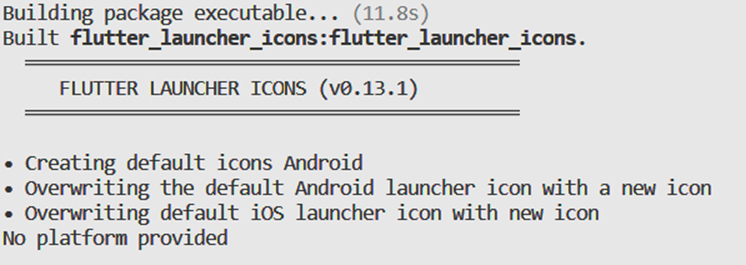 Building package executable... (11.8s)
Built flutter_launcher_icons:flutter_launcher_icons.
FLUTTER LAUNCHER ICONS (v0.13.1)
• Creating default icons Android
• Overwriting the default Android launcher icon with a new icon
• Overwriting default iOS launcher icon with new icon
No platform provided